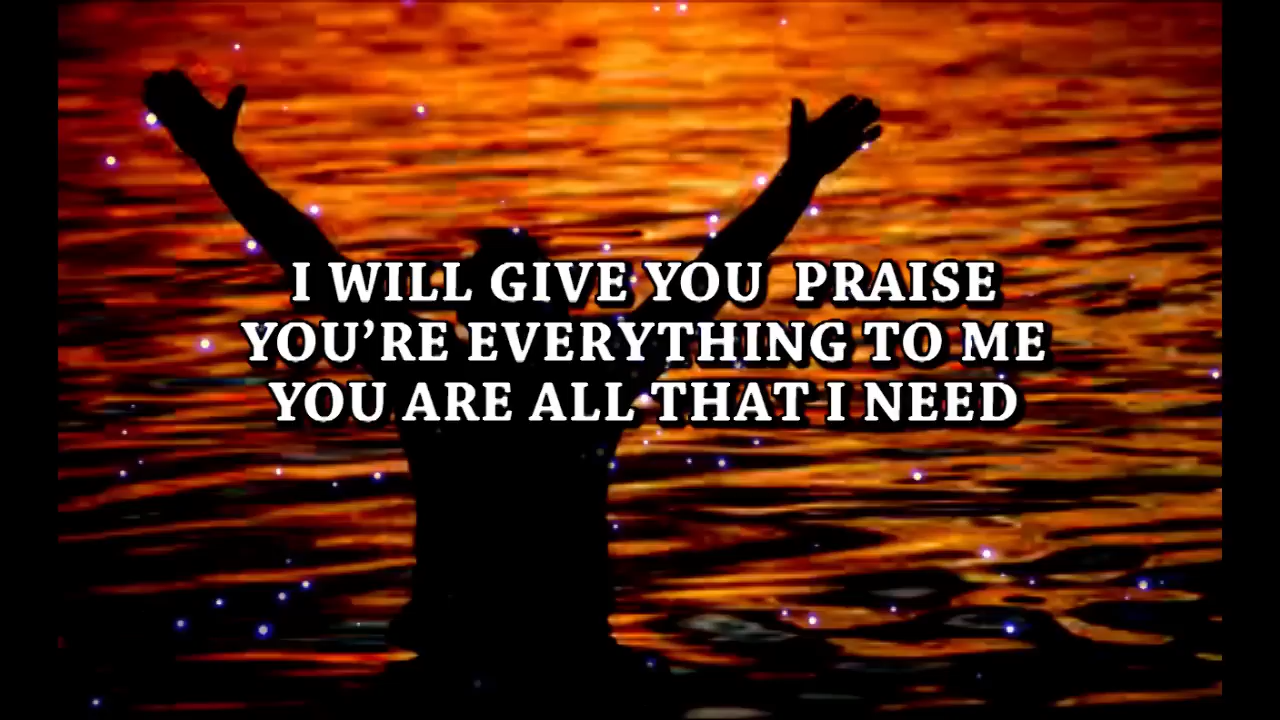 I WILL GIVE YOU PRAISE
YOU’RE EVERYTHING TO ME
YOU ARE ALL THAT I NEED